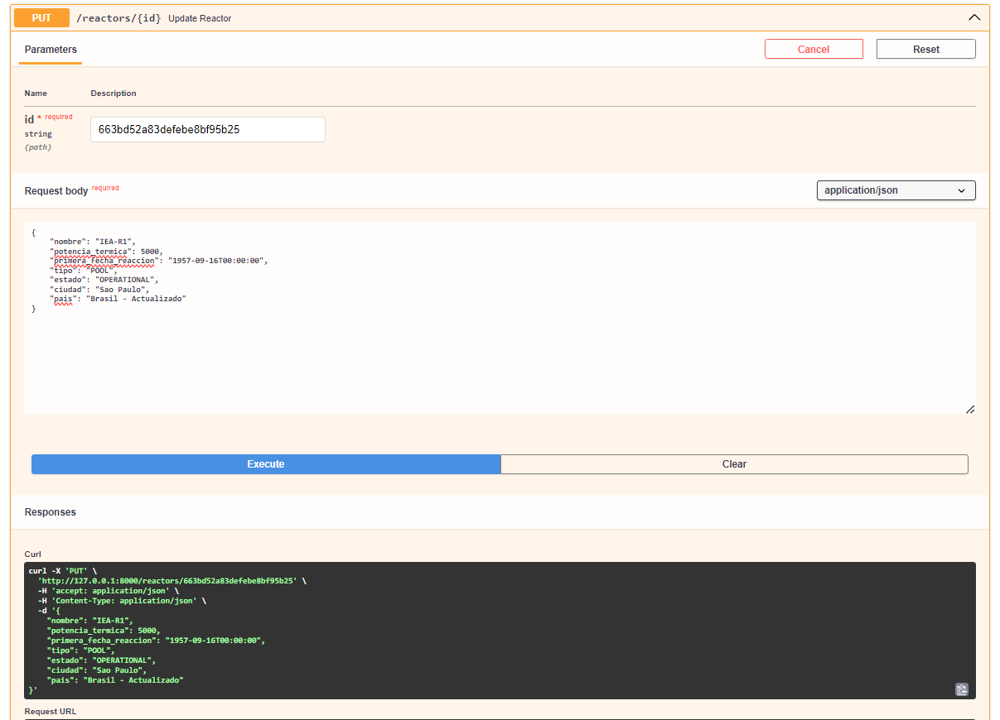 PUT /reactors/{id} Update Reactor
Parameters
Cancel
Reset
Name Description
id * required
string
(path)
663bd52a83defebe8bf95b25
Request body required
application/json
{
    "nombre": "IEA-R1",
    "potencia_termica": 5000,
    "primera_fecha_reaccion": "1957-09-16T00:00:00",
    "tipo": "POOL",
    "estado": "OPERATIONAL",
    "ciudad": "Sao Paulo",
    "pais": "Brasil - Actualizado"
}
Execute
Clear
Responses
Curl
curl -X 'PUT' \
  'http://127.0.0.1:8000/reactors/663bd52a83defebe8bf95b25' \
  -H 'accept: application/json' \
  -H 'Content-Type: application/json' \
  -d '{
    "nombre": "IEA-R1",
    "potencia_termica": 5000,
    "primera_fecha_reaccion": "1957-09-16T00:00:00",
    "tipo": "POOL",
    "estado": "OPERATIONAL",
    "ciudad": "Sao Paulo",
    "pais": "Brasil - Actualizado"
}'
Request URL